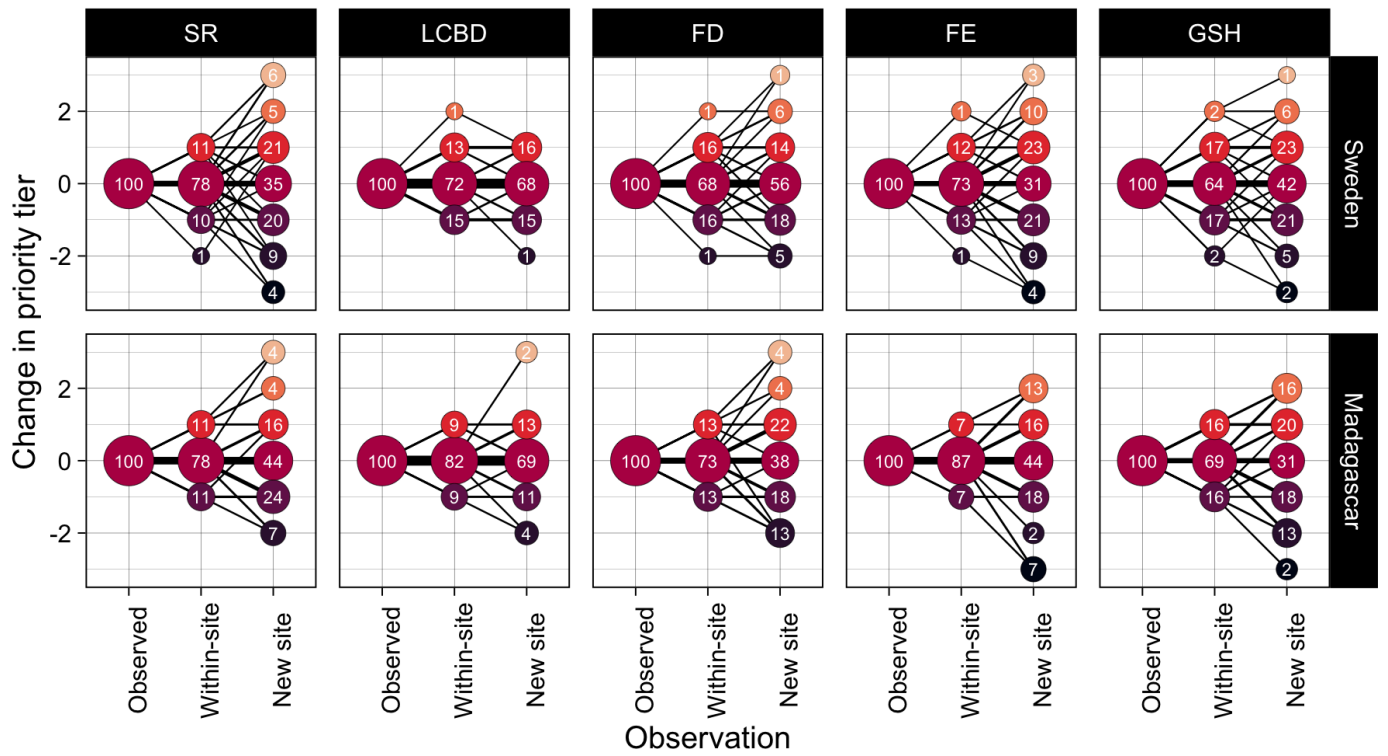 SR LCBD FD FE GSH
6 1 3 1
2 5 1 1 6 1 10 2 6
11 21 13 16 16 14 12 23 17 23
0 100 78 35 100 72 68 100 68 56 100 73 31 100 64 42
10 20 15 15 16 18 13 21 17 21
-2 1 9 1 1 5 1 9 2 5
4 4 2
Sweden
4 2 4
2 4 4 13 16
11 16 9 13 13 22 7 16 16 20
0 100 78 44 100 82 69 100 73 38 100 87 44 100 69 31
11 24 9 11 13 18 7 18 16 18
-2 7 4 13 2 13
7 2
Madagascar
Change in priority tier
Observed Within-site New site Observed Within-site New site Observed Within-site New site Observed Within-site New site Observed Within-site New site
Observation